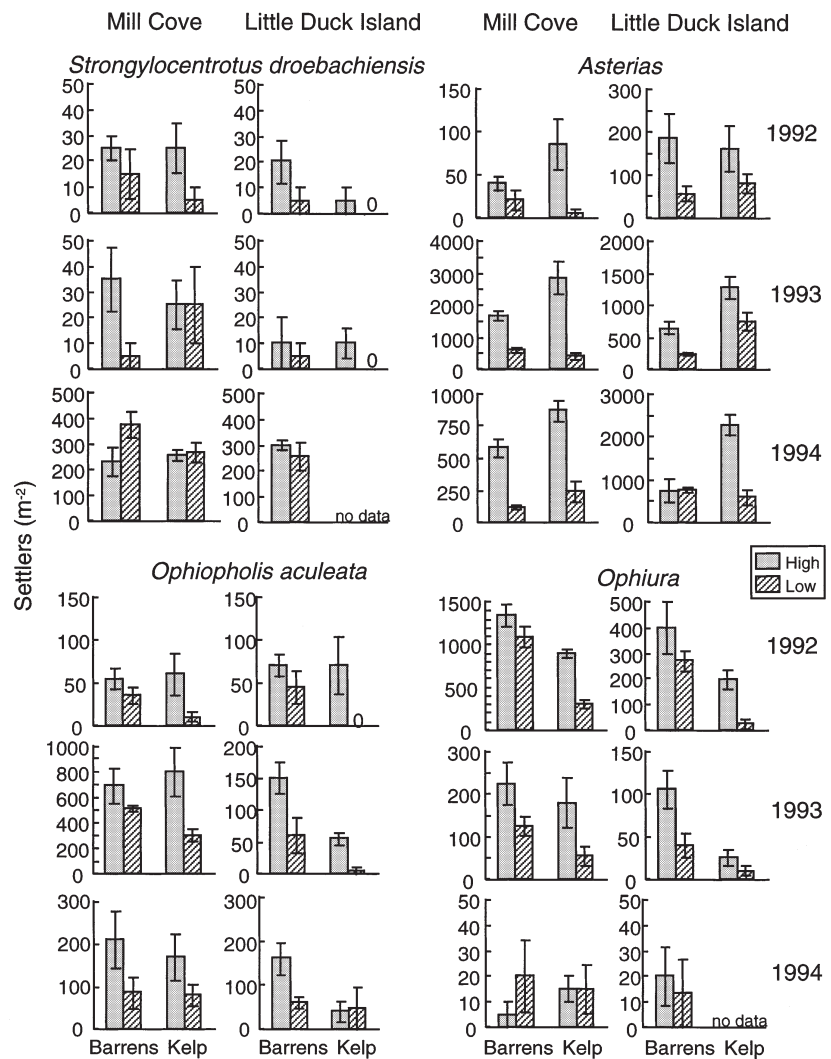 Mill Cove Little Duck Island Mill Cove Little Duck Island
Strongylocentrotus droebachiensis Asterias
50 50 150 300
40 40
30 30 100 200
20 20 50 100
10 10
0 0 0 0 0
1992
50 50 4000 2000
40 40 3000 1500
30 30 2000 1000
20 20
10 10 1000 500
0 0 0 0 0
1993
500 500 1000 3000
400 400 750
300 300 500 2000
200 200
100 100 250 1000
0 0 no data 0 0
1994
Settlers (m-2)
High
Low
Ophiopholis aculeata Ophiura
150 150 1500 500
100 100 1000 400
300
50 50 500 200
100
0 0 0 0 0
1992
1000 200 300 150
800 150 200 100
600
400 100
200 50 100 50
0 0 0 0
1993
300 300 50 50
200 200 40 40
30 30
100 100 20 20
10 10
0 0 0 0 no data
1994
Barrens Kelp Barrens Kelp Barrens Kelp Barrens Kelp